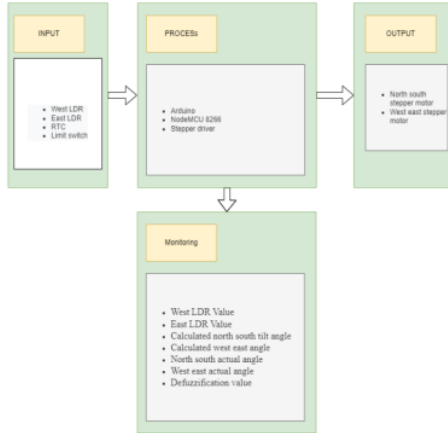 INPUT
West LDR
East LDR
RTC
Limit switch
PROCESs
Arduino
NodeMCU 8266
Stepper driver
OUTPUT
North south
stepper motor
West east stepper
motor
Monitoring
West LDR Value
East LDR Value
Calculated north south tilt angle
Calculated west east angle
North south actual angle
West east actual angle
Defuzzification value